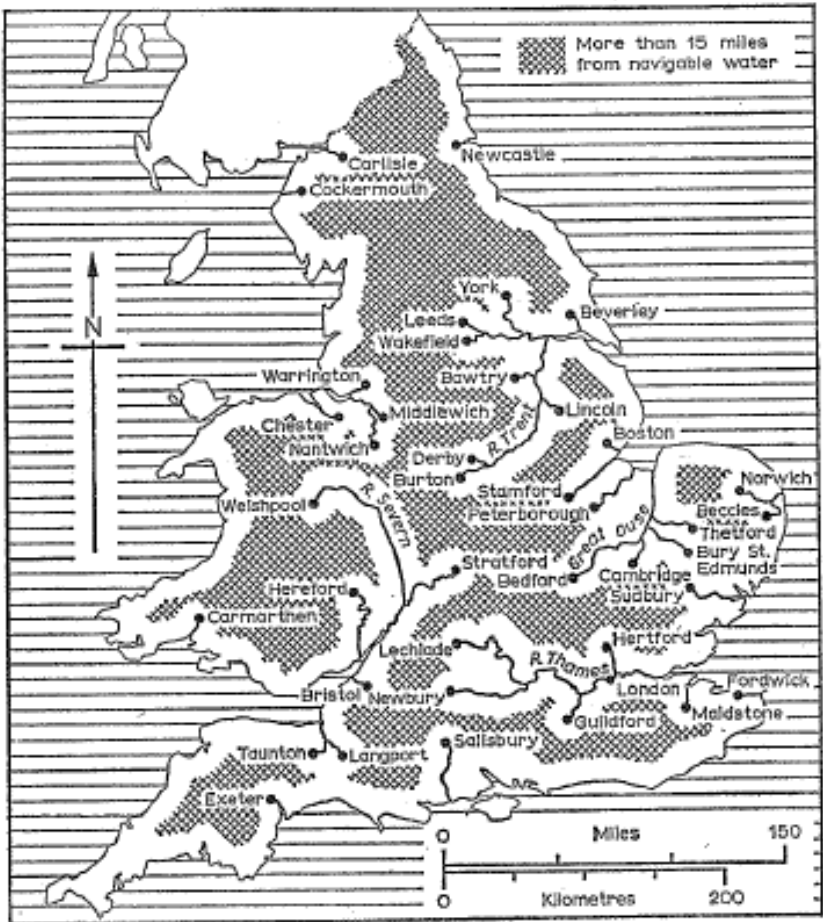 More than 15 miles
from navigable water
Newcastle
Carlisle
Cockermouth
York
Beverley
Leeds
Wakefield
N
Warrington
Bawtry
Middlewich
Lincoln
Chester
R. Trent
Boston
Nantwich
Derby
Burton
Norwich
R. Severn
Stamford
Welshpool
Peterborough
Beccles
Thetford
Great Ouse
Bury St.
Edmunds
Stratford
Bedford
Cambridge
Hereford
Sudbury
Carmarthen
Hertford
Lechlade
R. Thames
Fordwick
Bristol
Newbury
London
Maidstone
Guildford
Salisbury
Taunton
Langport
Exeter
0 Miles 150
0 Kilometres 200